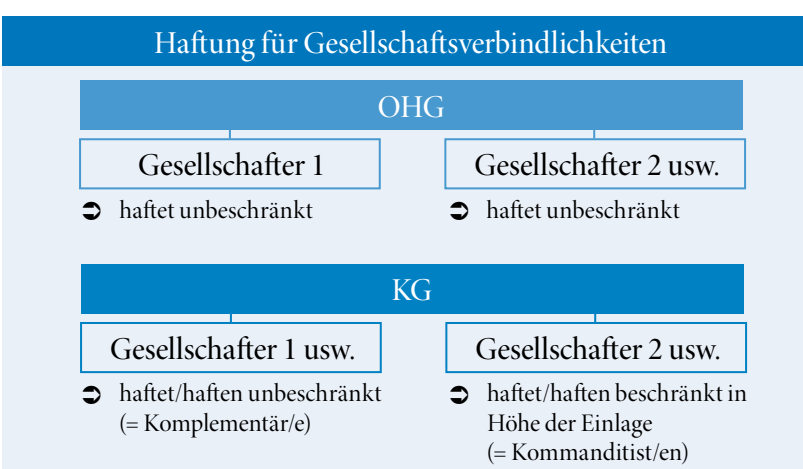 Haftung für Gesellschaftsverbindlichkeiten
OHG
Gesellschafter 1
➲ haftet unbeschränkt
Gesellschafter 2 usw.
➲ haftet unbeschränkt
KG
Gesellschafter 1 usw.
➲ haftet/haften unbeschränkt
(= Komplementär/e)
Gesellschafter 2 usw.
➲ haftet/haften beschränkt in
Höhe der Einlage
(= Kommanditist/en)